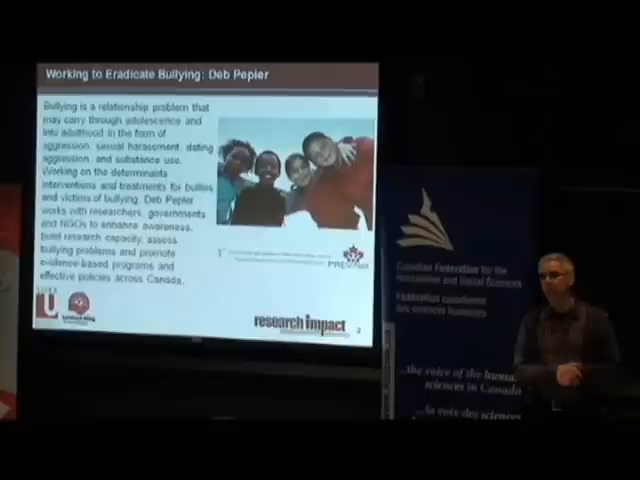 Working to Eradicate Bullying: Deb Pepler
Bullying is a relationship problem that
may carry through adolescence and
into adulthood in the form of
aggression, sexual harassment, dating
aggression, and substance use.
Working on the determinants
interventions and treatments for bullies
and victims of bullying, Deb Pepler
works with researchers, governments
and NGOs to enhance awareness,
build research capacity, assess
bullying problems and promote
evidence-based programs and
effective policies across Canada.
PREVNet
YORK
U
research impact
2
Canadian Federation for the
Humanities and Social Sciences
Fédération canadienne
des sciences humaines
...the voice of the human
sciences in Canada
...la voix des sciences